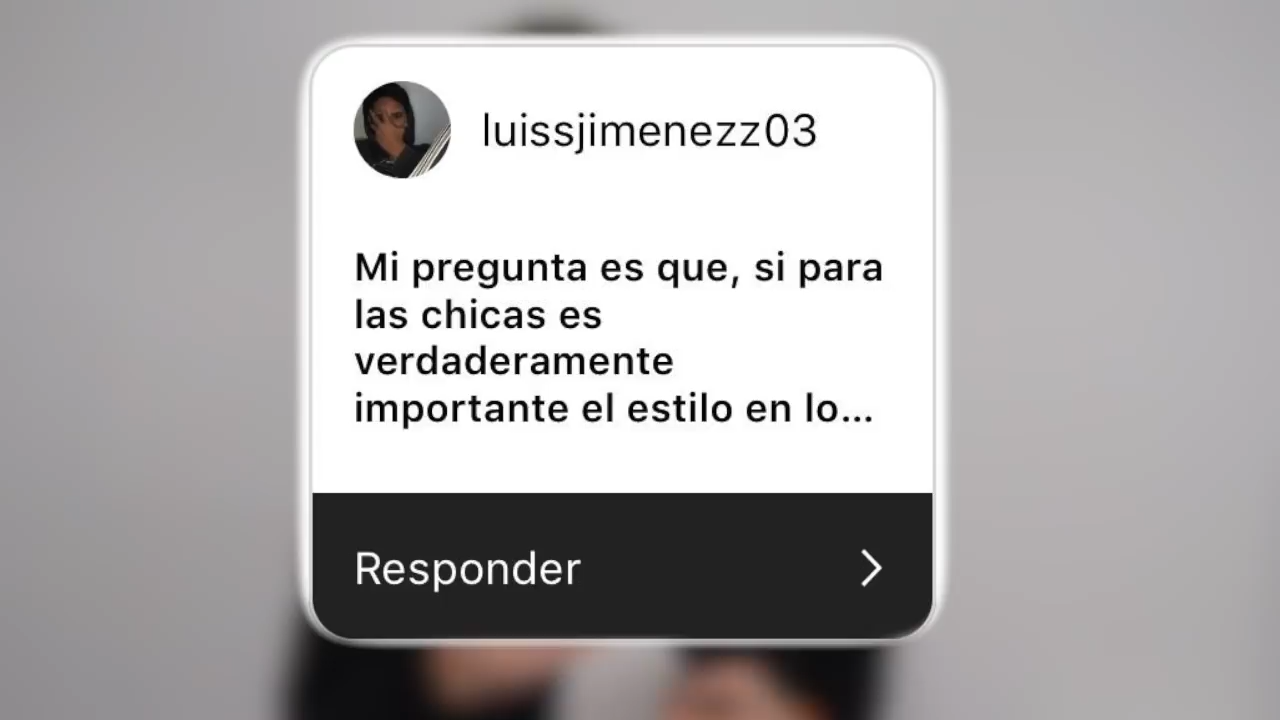 luissjimenezz03
Mi pregunta es que, si para
las chicas es
verdaderamente
importante el estilo en lo...
Responder